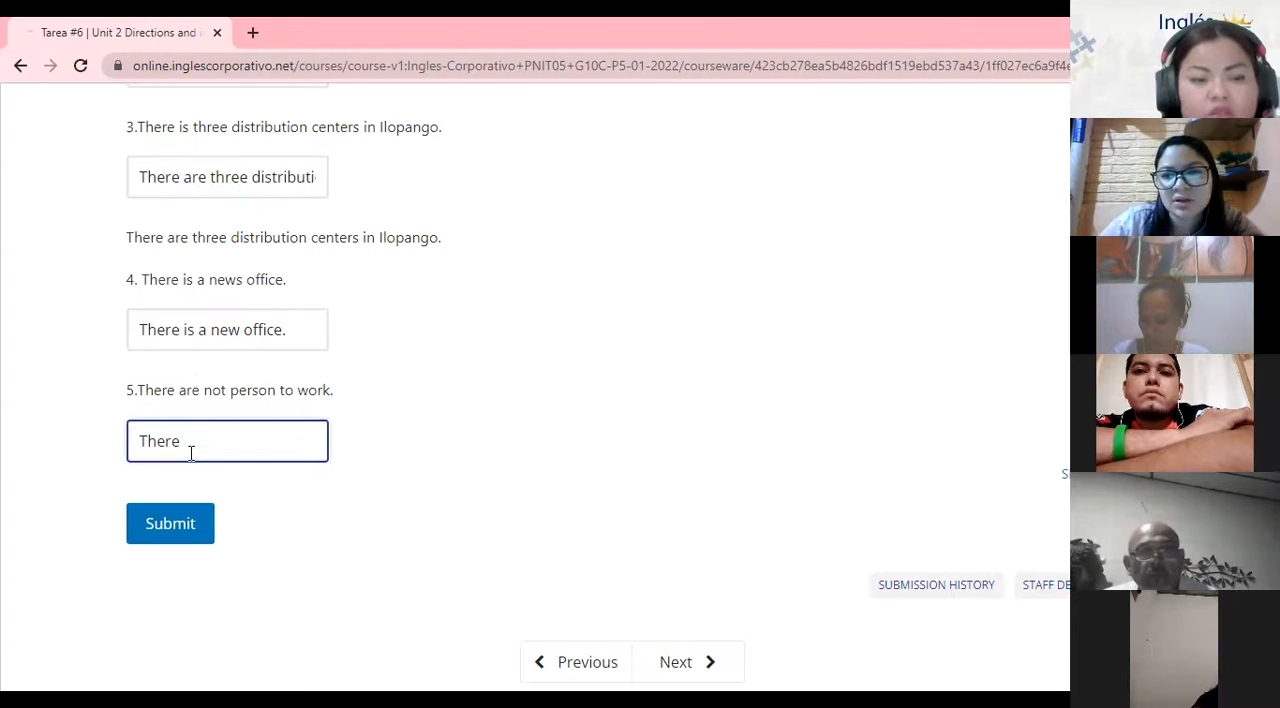 Tarea #6 | Unit 2 Directions and
online.inglescorporativo.net/courses/course-v1:Ingles-Corporativo+PNIT05+G10C-P5-01-2022/courseware/423cb278ea5b4826bdf1519ebd537a43/1ff027ec6a9f4e
Inglés
3.There is three distribution centers in Ilopango.
There are three distributi
There are three distribution centers in Ilopango.
4. There is a news office.
There is a new office.
5.There are not person to work.
There
S
Submit
SUBMISSION HISTORY
STAFF DE
Previous
Next